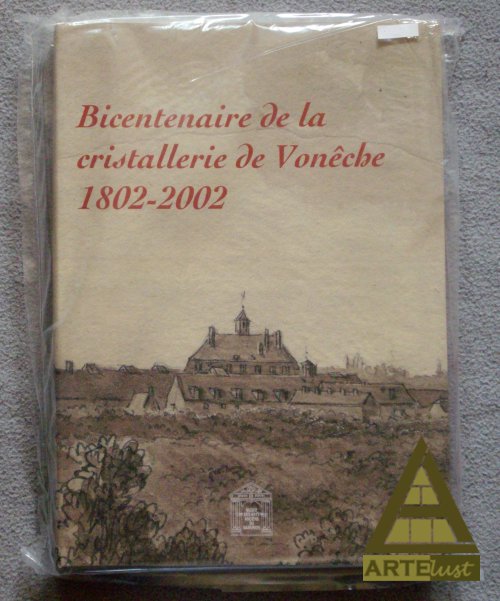 Bicentenaire de la
cristallerie de Vonêche
1802-2002
ARTElust